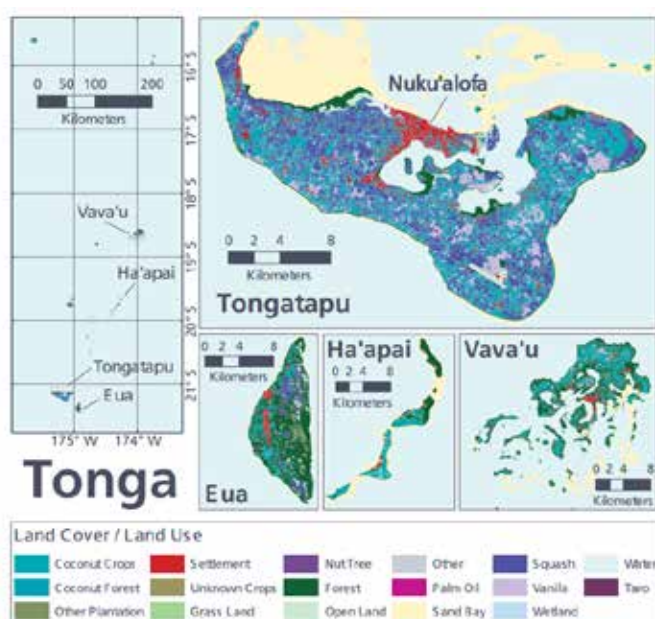 0 50 100 200
Kilometers
16° S
17° S
18° S
19° S
20° S
21° S
Vava'u
Ha'apai
Tongatapu
Eua
175° W 174° W
Tonga
Nuku'alofa
0 2 4 8
Kilometers
Tongatapu
0 2 4 8
Kilometers
Eua
Ha'apai
0 2 4 8
Kilometers
Vava'u
0 2 4 8
Kilometers
Land Cover / Land Use
Coconut Crops
Settlement
Nut Tree
Other
Squash
Water
Coconut Forest
Unknown Crops
Forest
Palm Oil
Vanila
Taro
Other Plantation
Grass Land
Open Land
Sand Bay
Wetland